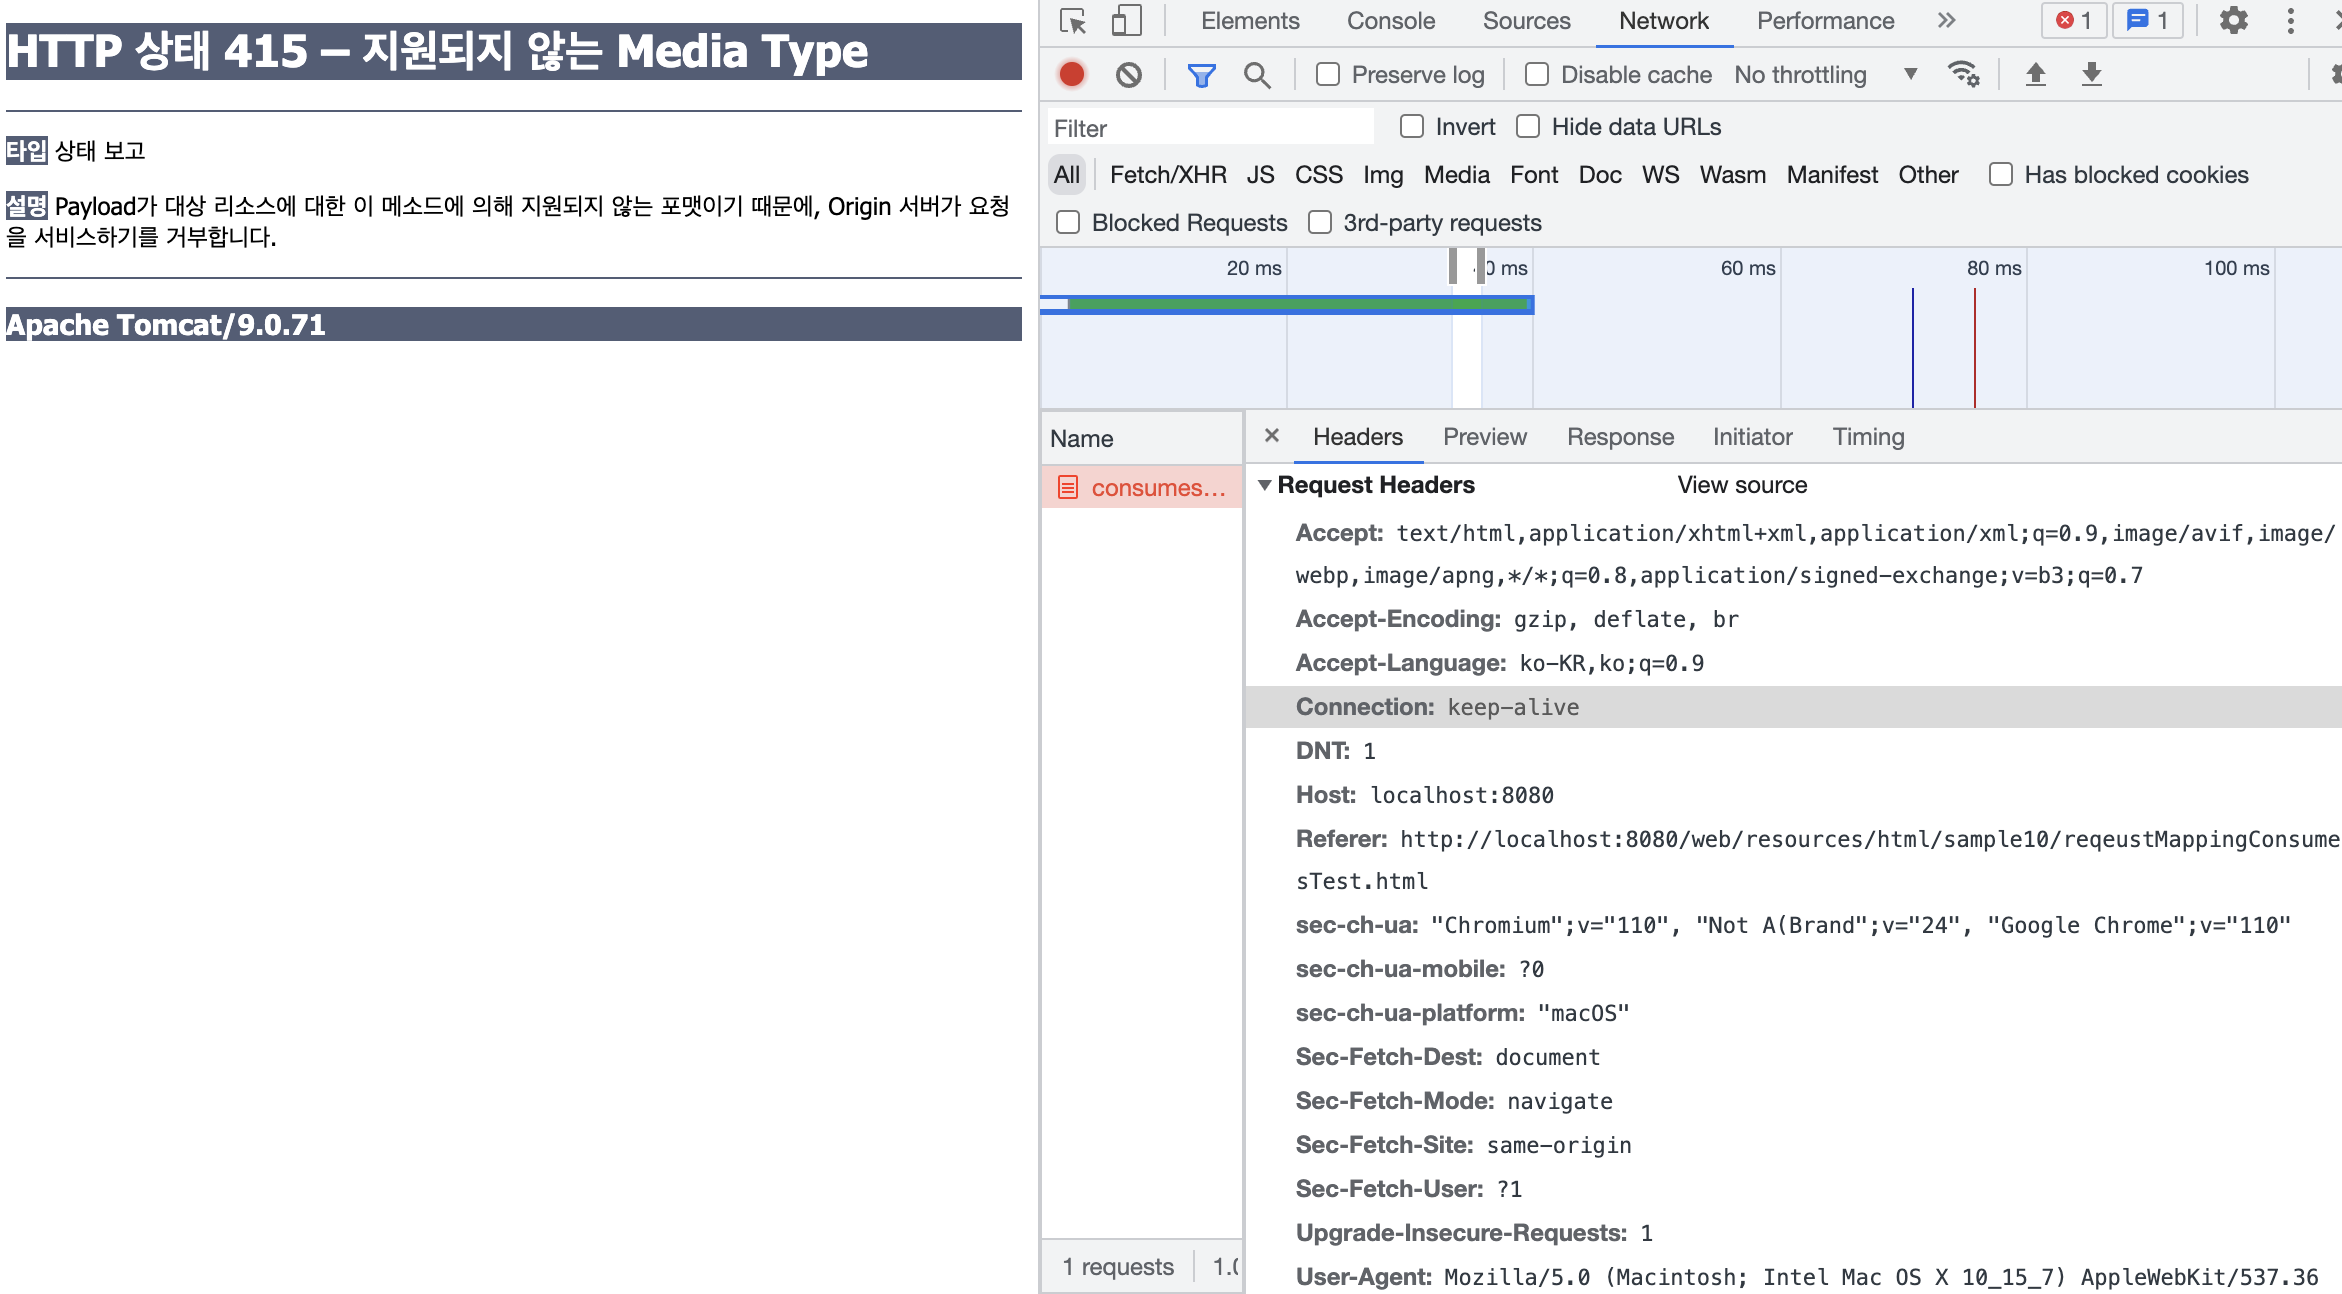 HTTP 상태 415 – 지원되지 않는 Media Type
타입 상태 보고
설명 Payload가 대상 리소스에 대한 이 메소드에 의해 지원되지 않는 포맷이기 때문에, Origin 서버가 요청
을 서비스하기를 거부합니다.
Apache Tomcat/9.0.71
Elements Console Sources Network Performance 1 1
Preserve log Disable cache No throttling
Filter Invert Hide data URLs
All Fetch/XHR JS CSS Img Media Font Doc WS Wasm Manifest Other Has blocked cookies
Blocked Requests 3rd-party requests
20 ms 0 ms 60 ms 80 ms 100 ms
Name
consumes...
1 requests 1.0
Headers Preview Response Initiator Timing
Request Headers View source
Accept: text/html,application/xhtml+xml,application/xml;q=0.9,image/avif,image/
webp,image/apng,*/*;q=0.8,application/signed-exchange;v=b3;q=0.7
Accept-Encoding: gzip, deflate, br
Accept-Language: ko-KR,ko;q=0.9
Connection: keep-alive
DNT: 1
Host: localhost:8080
Referer: http://localhost:8080/web/resources/html/sample10/reqeustMappingConsume
sTest.html
sec-ch-ua: "Chromium";v="110", "Not A(Brand";v="24", "Google Chrome";v="110"
sec-ch-ua-mobile: ?0
sec-ch-ua-platform: "macOS"
Sec-Fetch-Dest: document
Sec-Fetch-Mode: navigate
Sec-Fetch-Site: same-origin
Sec-Fetch-User: ?1
Upgrade-Insecure-Requests: 1
User-Agent: Mozilla/5.0 (Macintosh; Intel Mac OS X 10_15_7) AppleWebKit/537.36